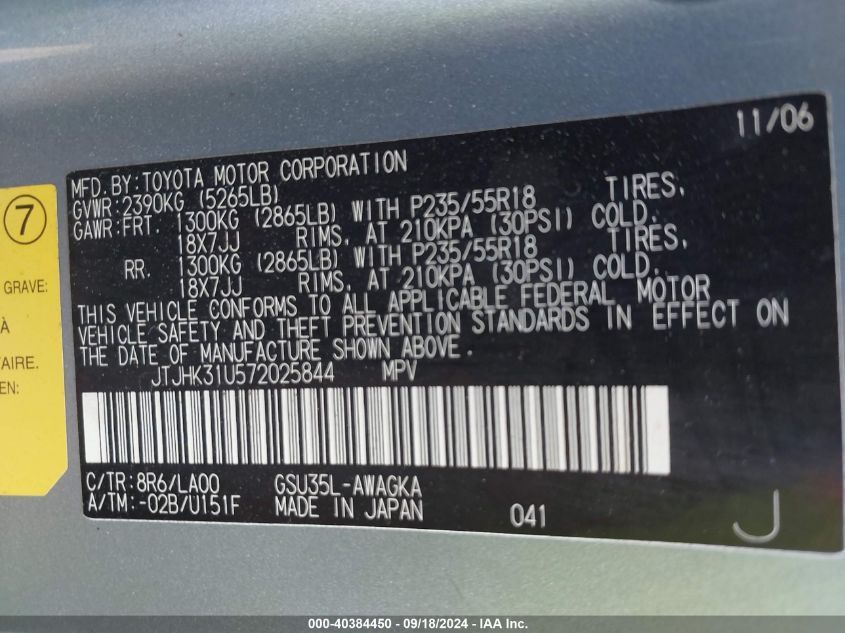 11/06
MFD. BY: TOYOTA MOTOR CORPORATION
GVWR: 2390KG (5265LB)
GAWR: FRT. 1300KG (2865LB) WITH P235/55R18 TIRES,
18X7JJ RIMS, AT 210KPA (30PSI) COLD.
RR. 1300KG (2865LB) WITH P235/55R18 TIRES,
18X7JJ RIMS, AT 210KPA (30PSI) COLD.
THIS VEHICLE CONFORMS TO ALL APPLICABLE FEDERAL MOTOR
VEHICLE SAFETY AND THEFT PREVENTION STANDARDS IN EFFECT ON
THE DATE OF MANUFACTURE SHOWN ABOVE.
JTJHK31U572025844 MPV
C/TR: 8R6/LA00 GSU35L-AWAGKA
A/TM: -02B/U151F MADE IN JAPAN 041
J
7
GRAVE:
À
TAIRE.
EN:
000-40384450 - 09/18/2024 - IAA Inc.